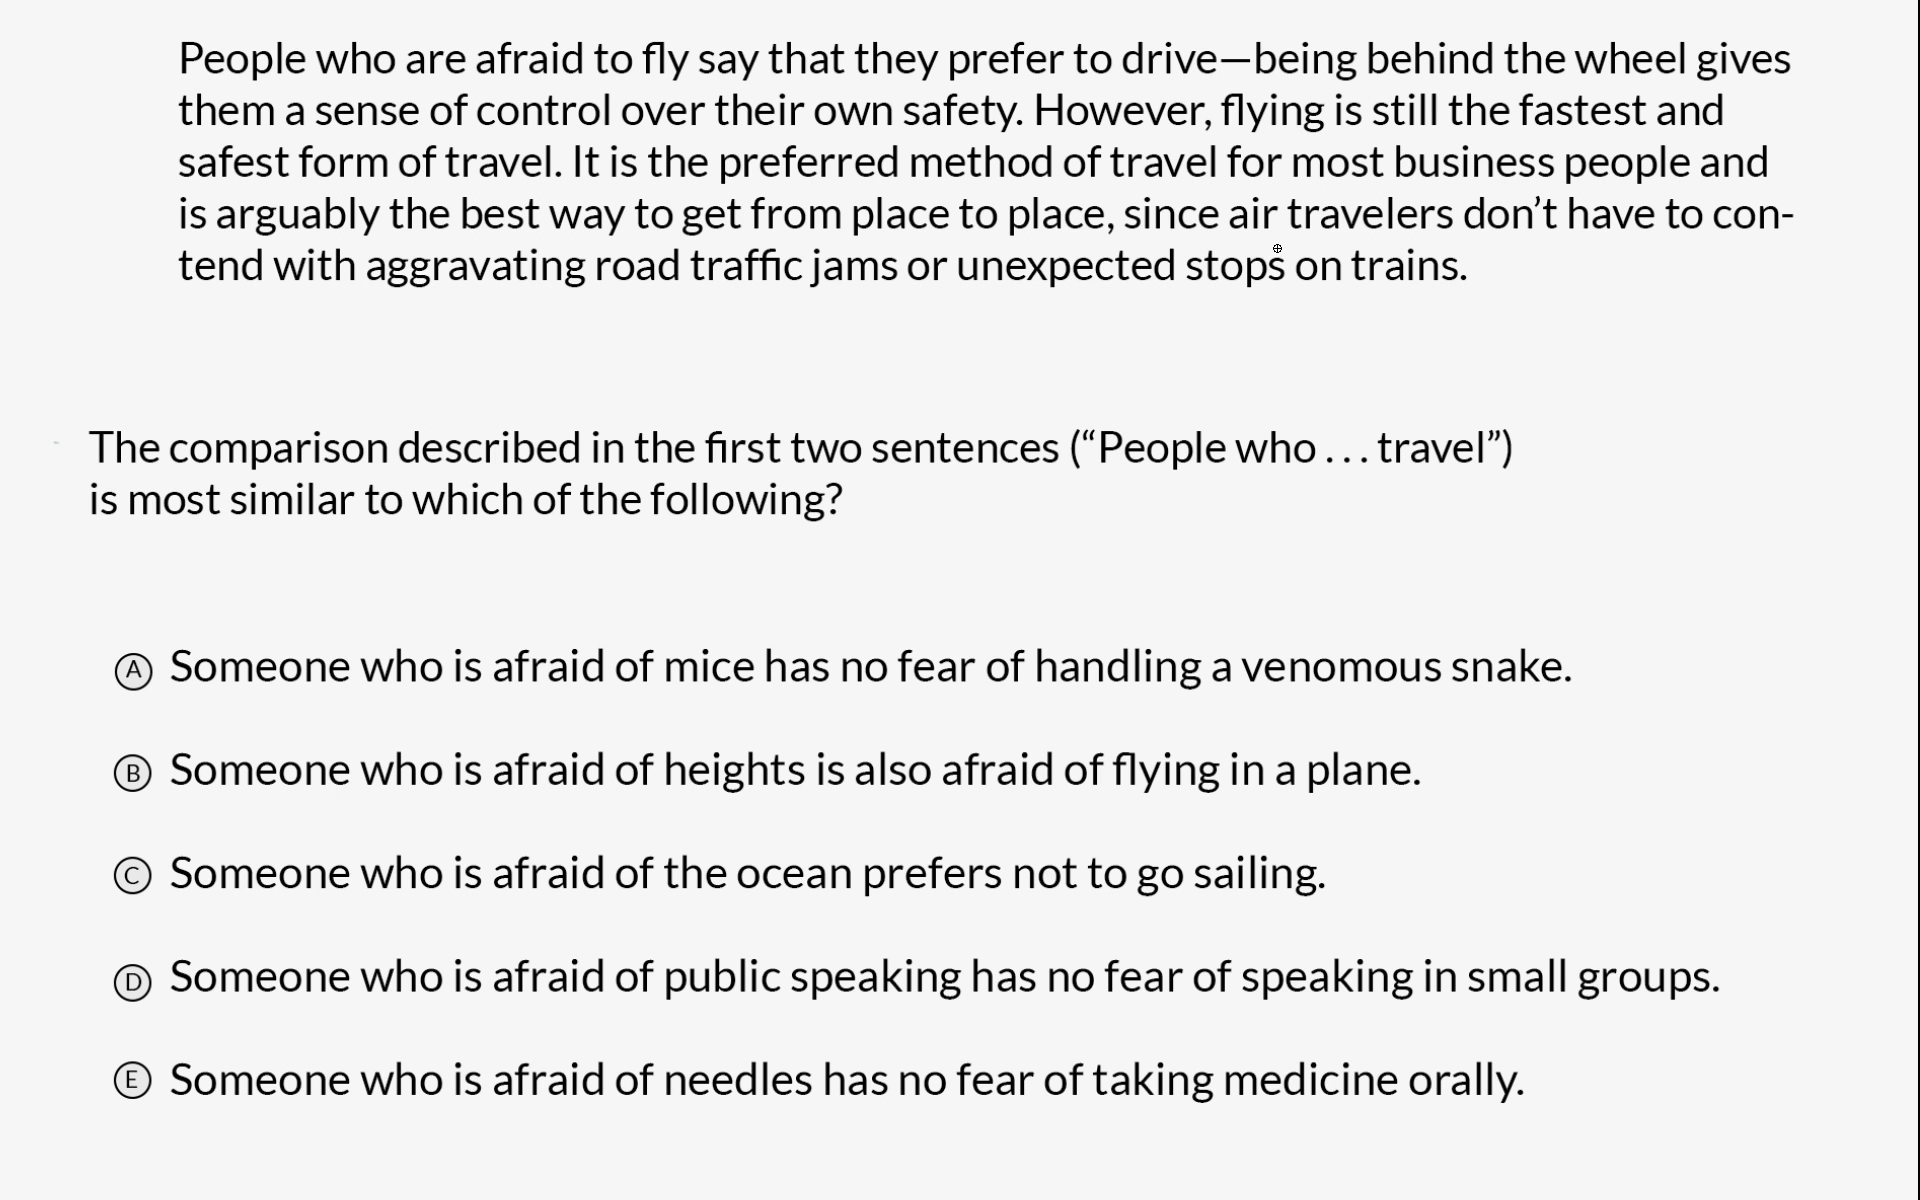 People who are afraid to fly say that they prefer to drive—being behind the wheel gives
them a sense of control over their own safety. However, flying is still the fastest and
safest form of travel. It is the preferred method of travel for most business people and
is arguably the best way to get from place to place, since air travelers don’t have to con-
tend with aggravating road traffic jams or unexpected stops on trains.
The comparison described in the first two sentences (“People who . . . travel”)
is most similar to which of the following?
A Someone who is afraid of mice has no fear of handling a venomous snake.
B Someone who is afraid of heights is also afraid of flying in a plane.
C Someone who is afraid of the ocean prefers not to go sailing.
D Someone who is afraid of public speaking has no fear of speaking in small groups.
E Someone who is afraid of needles has no fear of taking medicine orally.